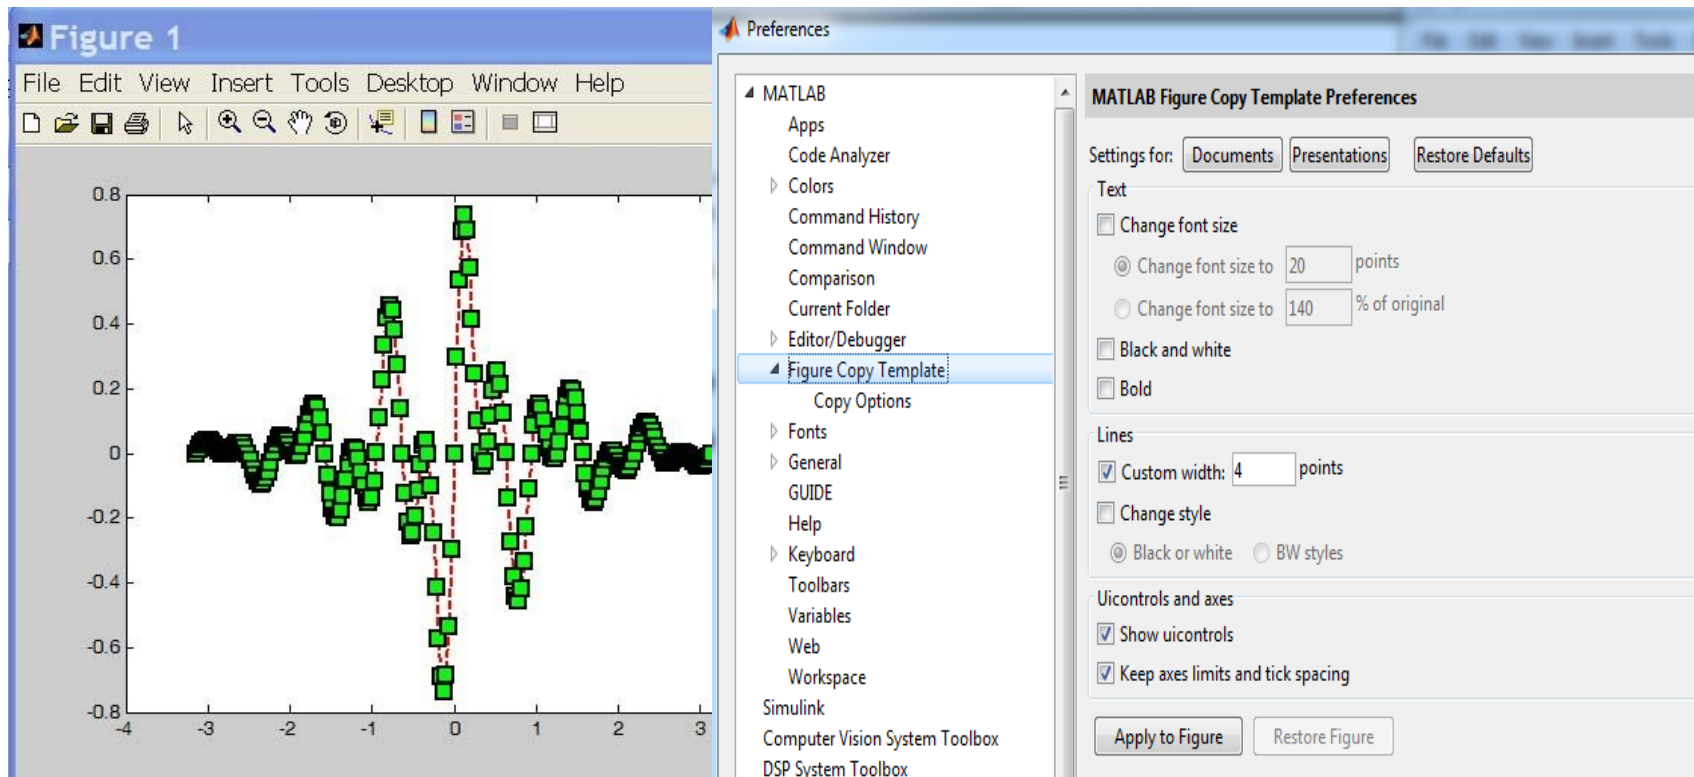 Figure 1
File Edit View Insert Tools Desktop Window Help
0.8
0.6
0.4
0.2
0
-0.2
-0.4
-0.6
-0.8
-4 -3 -2 -1 0 1 2 3
Preferences
MATLAB
Apps
Code Analyzer
Colors
Command History
Command Window
Comparison
Current Folder
Editor/Debugger
Figure Copy Template
Copy Options
Fonts
General
GUIDE
Help
Keyboard
Toolbars
Variables
Web
Workspace
Simulink
Computer Vision System Toolbox
DSP System Toolbox
File Edit View Insert Tools
MATLAB Figure Copy Template Preferences
Settings for: Documents Presentations Restore Defaults
Text
Change font size
Change font size to 20 points
Change font size to 140 % of original
Black and white
Bold
Lines
Custom width: 4 points
Change style
Black or white BW styles
Uicontrols and axes
Show uicontrols
Keep axes limits and tick spacing
Apply to Figure Restore Figure